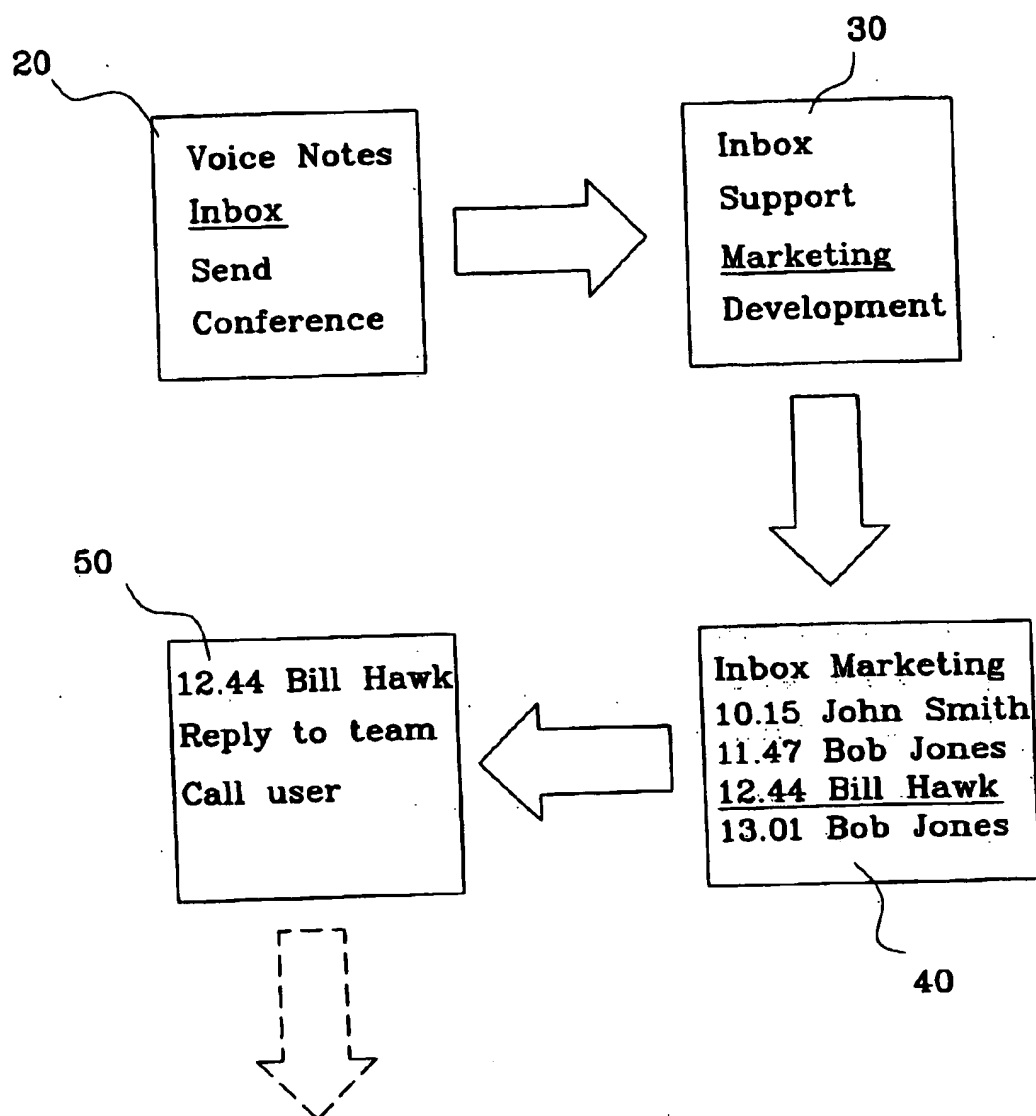 20
Voice Notes
Inbox
Send
Conference
30
Inbox
Support
Marketing
Development
50
12.44 Bill Hawk
Reply to team
Call user
Inbox Marketing
10.15 John Smith
11.47 Bob Jones
12.44 Bill Hawk
13.01 Bob Jones
40